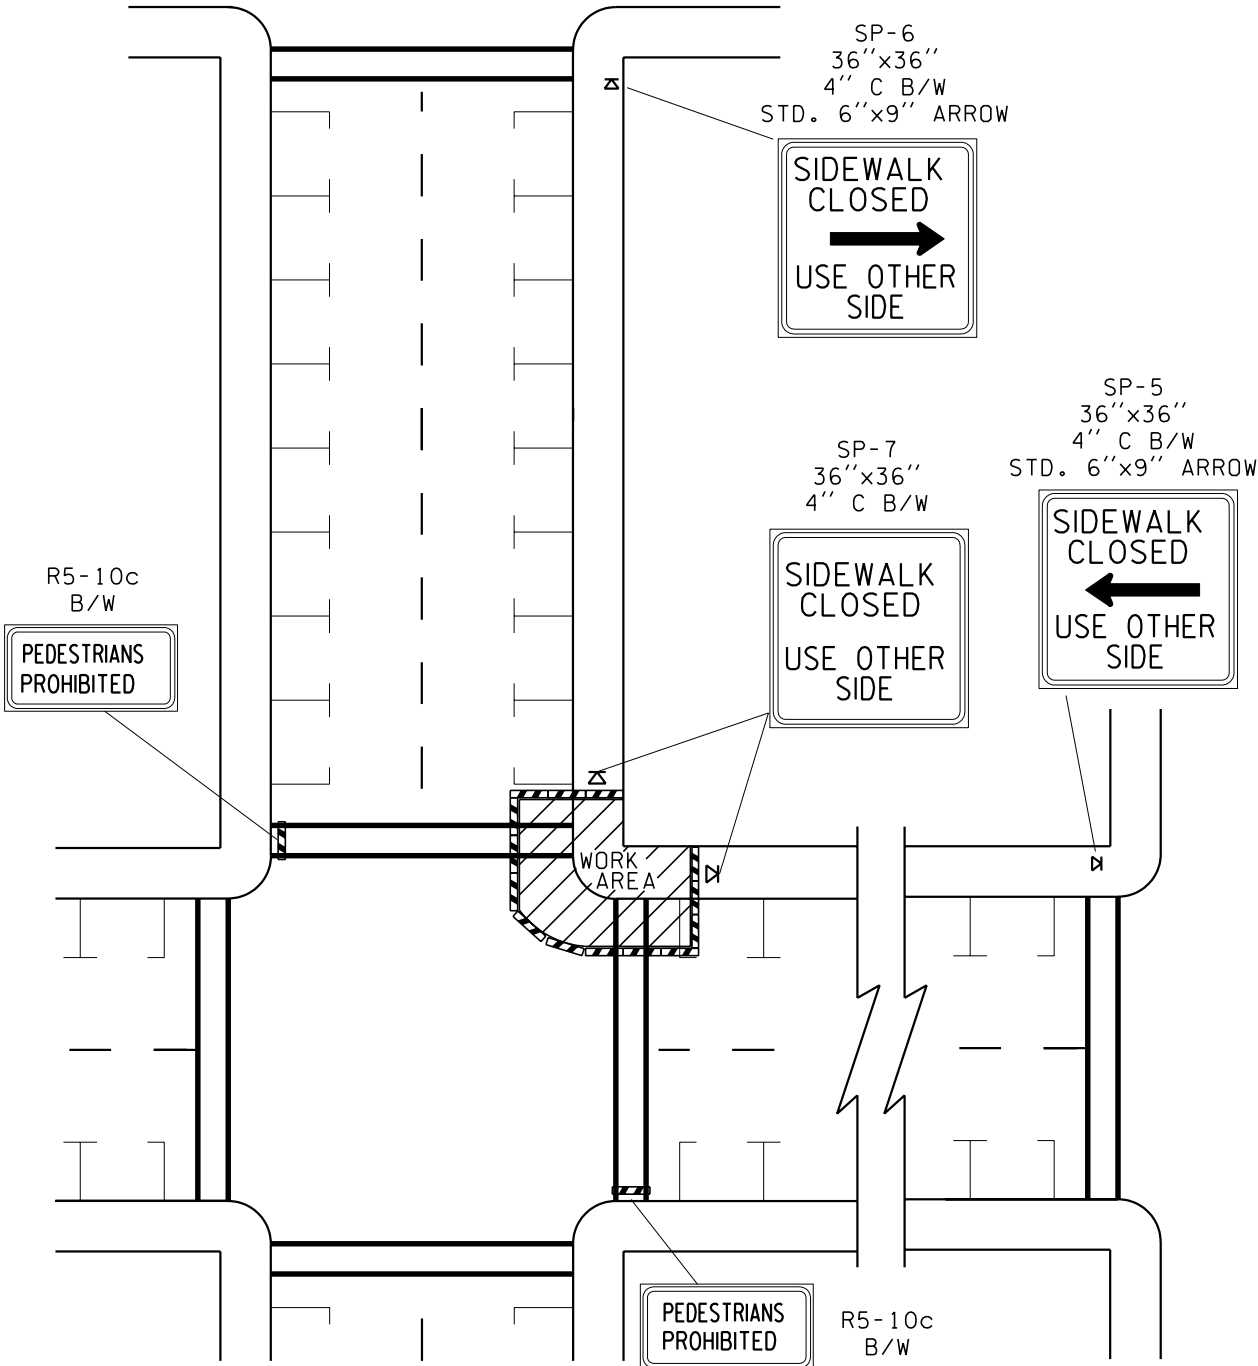 SP-6
36"x36"
4" C B/W
STD. 6"x9" ARROW
SIDEWALK
CLOSED
USE OTHER
SIDE
SP-5
36"x36"
4" C B/W
STD. 6"x9" ARROW
SIDEWALK
CLOSED
USE OTHER
SIDE
SP-7
36"x36"
4" C B/W
SIDEWALK
CLOSED
USE OTHER
SIDE
R5-10c
B/W
PEDESTRIANS
PROHIBITED
WORK
AREA
PEDESTRIANS
PROHIBITED
R5-10c
B/W